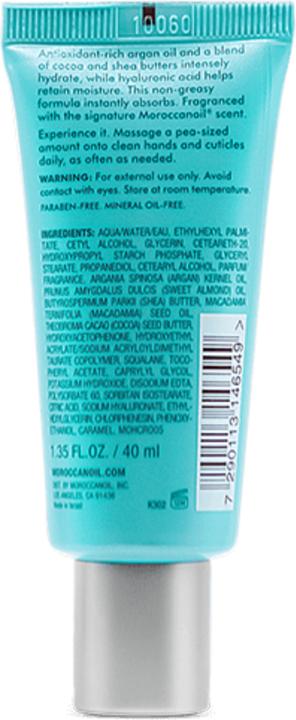 10060
Antioxidant-rich argan oil and a blend
of cocoa and shea butters intensely
hydrate, while hyaluronic acid helps
retain moisture. This non-greasy
formula instantly absorbs. Fragranced
with the signature Moroccanoil® scent.
Experience it. Massage a pea-sized
amount onto clean hands and cuticles
daily, as often as needed.
WARNING: For external use only. Avoid
contact with eyes. Store at room temperature.
PARABEN-FREE. MINERAL OIL-FREE.
INGREDIENTS: AQUA/WATER/EAU, ETHYLHEXYL PALMI-
TATE, CETYL ALCOHOL, GLYCERIN, CETEARETH-20,
HYDROXYPROPYL STARCH PHOSPHATE, GLYCERYL
STEARATE, PROPANEDIOL, CETEARYL ALCOHOL, PARFUM/
FRAGRANCE, ARGANIA SPINOSA (ARGAN) KERNEL OIL,
PRUNUS AMYGDALUS DULCIS (SWEET ALMOND) OIL,
BUTYROSPERMUM PARKII (SHEA) BUTTER, MACADAMIA
TERNIFOLIA (MACADAMIA) SEED OIL,
THEOBROMA CACAO (COCOA) SEED BUTTER,
HYDROXYACETOPHENONE, HYDROXYETHYL
ACRYLATE/SODIUM ACRYLOYLDIMETHYL
TAURATE COPOLYMER, SQUALANE, TOCO-
PHERYL ACETATE, CAPRYLYL GLYCOL,
POTASSIUM HYDROXIDE, DISODIUM EDTA,
POLYSORBATE 60, SORBITAN ISOSTEARATE,
CITRIC ACID, SODIUM HYALURONATE, ETHYL-
HEXYLGLYCERIN, CHLORPHENESIN, PHENOXY-
ETHANOL, CARAMEL. MOHCR005
1.35 FL.OZ. / 40 ml
MOROCCANOIL.COM
DIST. BY MOROCCANOIL, INC.
LOS ANGELES, CA 91436
Made in Israel
K302
12M
7 290113 146549 >